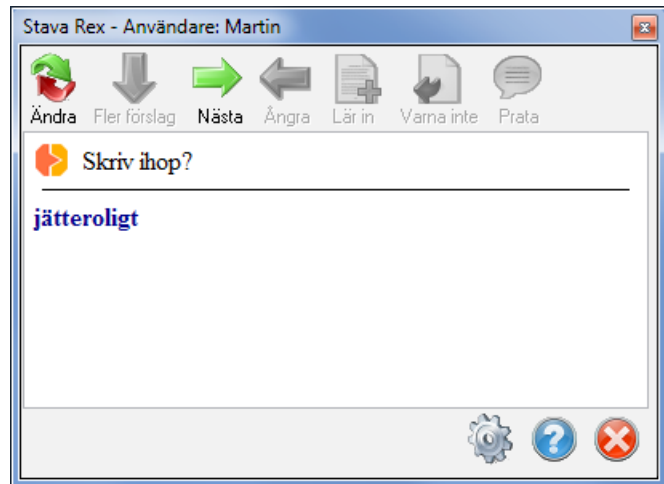 Stava Rex - Användare: Martin
Ändra Fler förslag Nästa Ångra Lär in Varna inte Prata
Skriv ihop?
jätteroligt